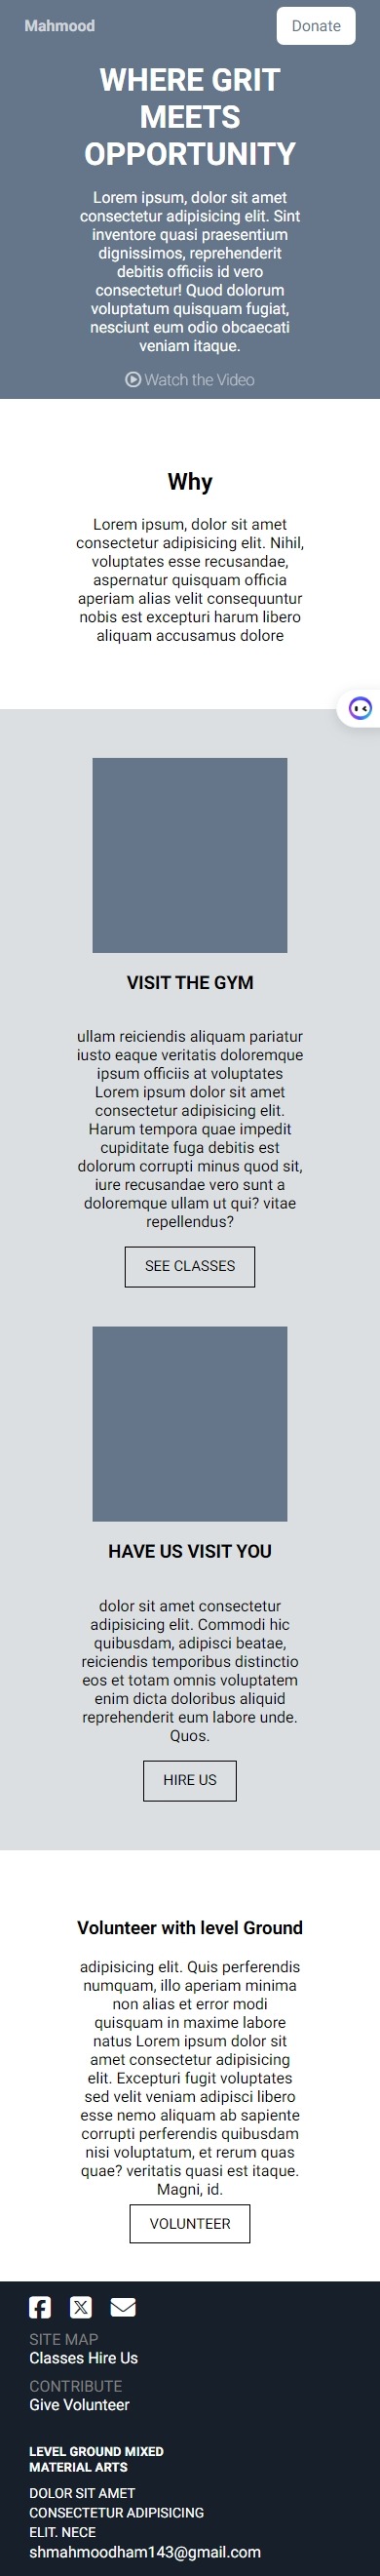 Mahmood
Donate
WHERE GRIT
MEETS
OPPORTUNITY
Lorem ipsum, dolor sit amet
consectetur adipisicing elit. Sint
inventore quasi praesentium
dignissimos, reprehenderit
debitis officiis id vero
consectetur! Quod dolorum
voluptatum quisquam fugiat,
nesciunt eum odio obcaecati
veniam itaque.
Watch the Video
Why
Lorem ipsum, dolor sit amet
consectetur adipisicing elit. Nihil,
voluptates esse recusandae,
aspernatur quisquam officia
aperiam alias velit consequuntur
nobis est excepturi harum libero
aliquam accusamus dolore
VISIT THE GYM
ullam reiciendis aliquam pariatur
iusto eaque veritatis doloremque
ipsum officiis at voluptates
Lorem ipsum dolor sit amet
consectetur adipisicing elit.
Harum tempora quae impedit
cupiditate fuga debitis est
dolorum corrupti minus quod sit,
iure recusandae vero sunt a
doloremque ullam ut qui? vitae
repellendus?
SEE CLASSES
HAVE US VISIT YOU
dolor sit amet consectetur
adipisicing elit. Commodi hic
quibusdam, adipisci beatae,
reiciendis temporibus distinctio
eos et totam omnis voluptatem
enim dicta doloribus aliquid
reprehenderit eum labore unde.
Quos.
HIRE US
Volunteer with level Ground
adipisicing elit. Quis perferendis
numquam, illo aperiam minima
non alias et error modi
quisquam in maxime labore
natus Lorem ipsum dolor sit
amet consectetur adipisicing
elit. Excepturi fugit voluptates
sed velit veniam adipisci libero
esse nemo aliquam ab sapiente
corrupti perferendis quibusdam
nisi voluptatum, et rerum quas
quae? veritatis quasi est itaque.
Magni, id.
VOLUNTEER
SITE MAP
Classes Hire Us
CONTRIBUTE
Give Volunteer
LEVEL GROUND MIXED
MATERIAL ARTS
DOLOR SIT AMET
CONSECTETUR ADIPISICING
ELIT. NECE
shmahmoodham143@gmail.com